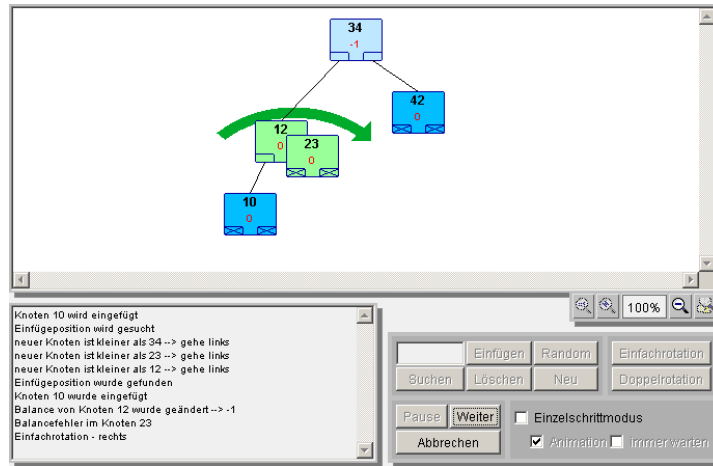 34
-1
42
0
12
0
23
0
10
0
100%
Knoten 10 wird eingefügt
Einfügeposition wird gesucht
neuer Knoten ist kleiner als 34 --> gehe links
neuer Knoten ist kleiner als 23 --> gehe links
neuer Knoten ist kleiner als 12 --> gehe links
Einfügeposition wurde gefunden
Knoten 10 wurde eingefügt
Balance von Knoten 12 wurde geändert --> -1
Balancefehler im Knoten 23
Einfachrotation - rechts
Einfügen Random Einfachrotation
Suchen Löschen Neu Doppelrotation
Pause Weiter Einzelschrittmodus
Abbrechen Animation immer warten